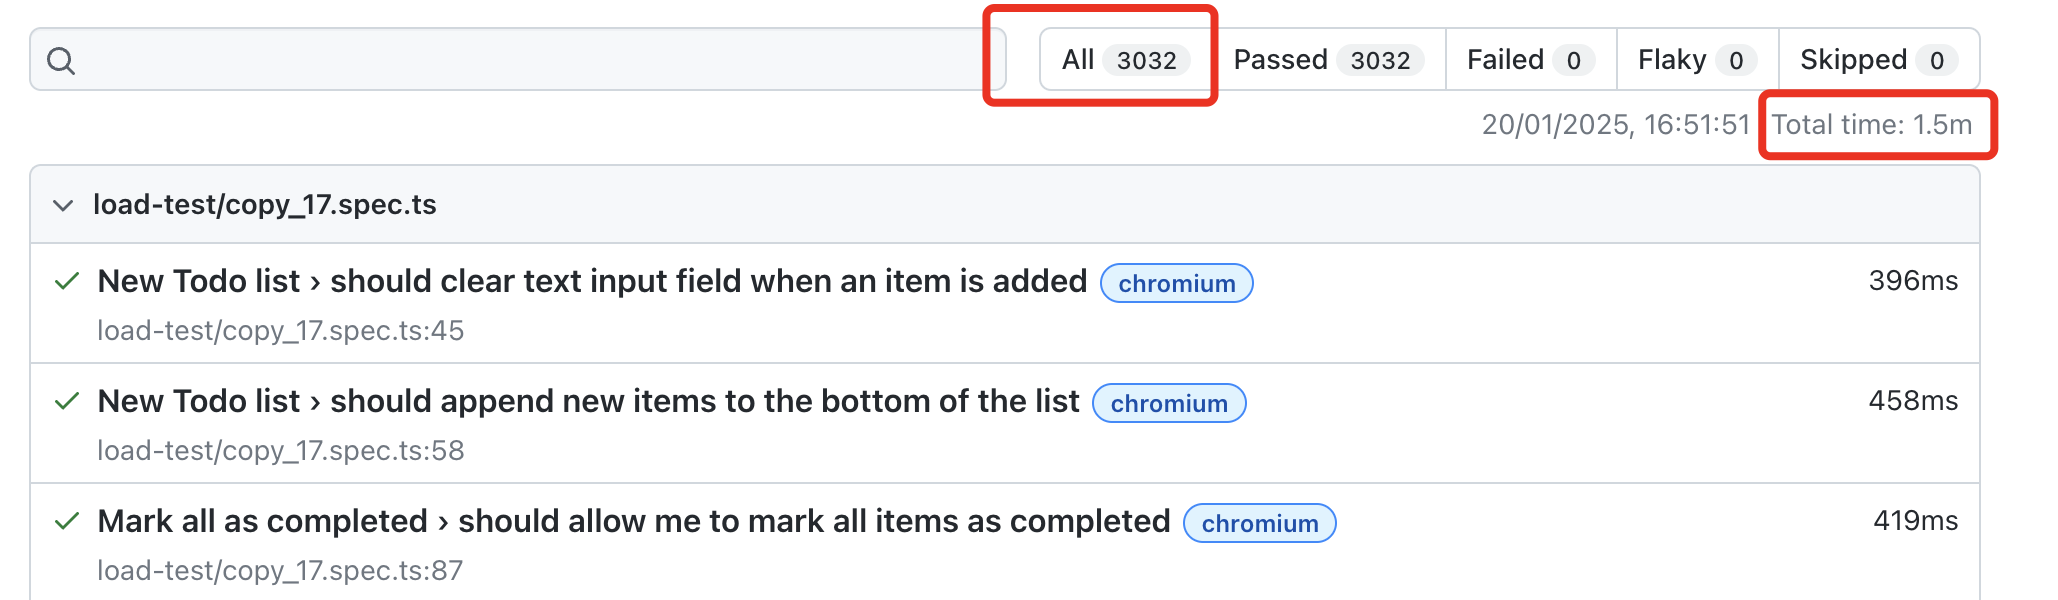 All 3032 Passed 3032 Failed 0 Flaky 0 Skipped 0
20/01/2025, 16:51:51 Total time: 1.5m
load-test/copy_17.spec.ts
New Todo list › should clear text input field when an item is added chromium 396ms
load-test/copy_17.spec.ts:45
New Todo list › should append new items to the bottom of the list chromium 458ms
load-test/copy_17.spec.ts:58
Mark all as completed › should allow me to mark all items as completed chromium 419ms
load-test/copy_17.spec.ts:87